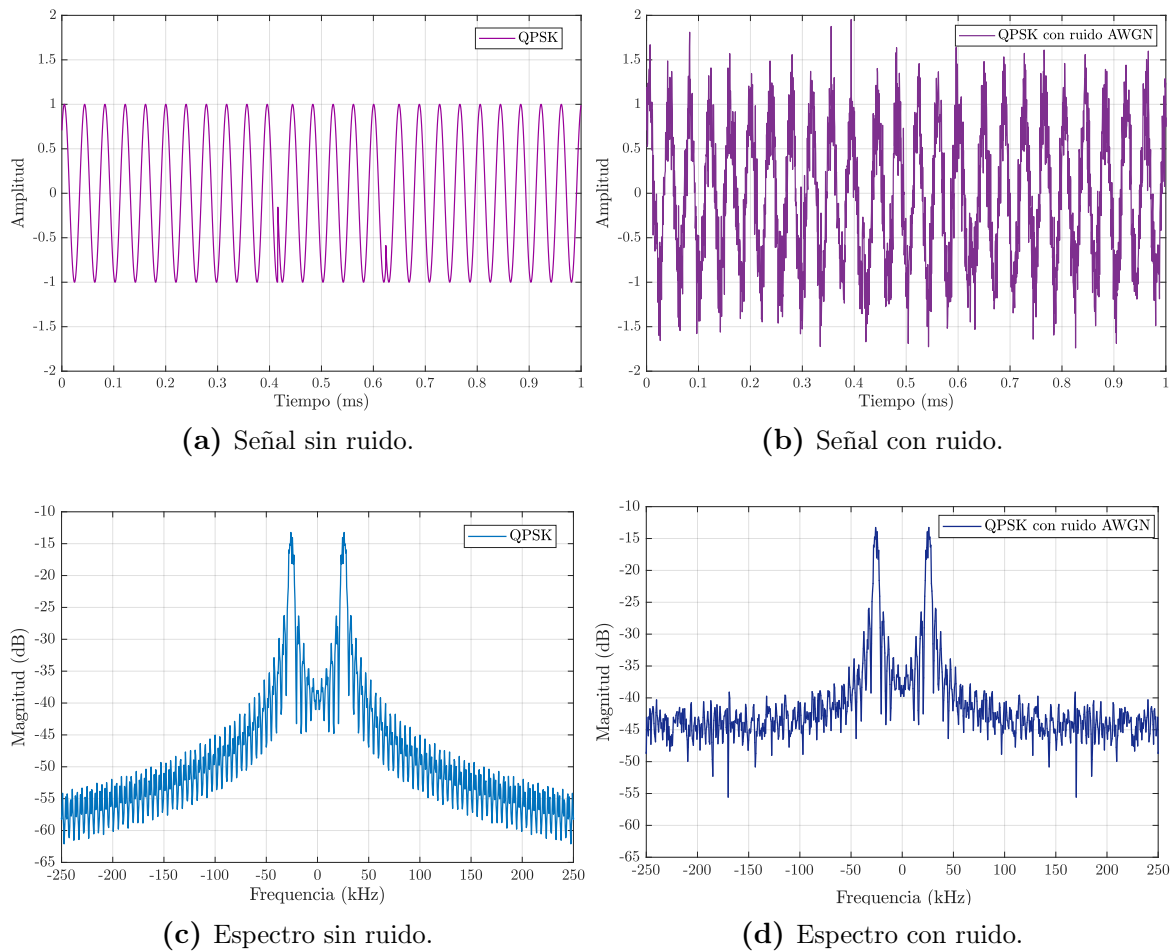 2
1.5
1
0.5
0
-0.5
-1
-1.5
-2
Amplitud
QPSK
0 0.1 0.2 0.3 0.4 0.5 0.6 0.7 0.8 0.9 1
Tiempo (ms)
(a) Señal sin ruido.
2
1.5
1
0.5
0
-0.5
-1
-1.5
-2
Amplitud
QPSK con ruido AWGN
0 0.1 0.2 0.3 0.4 0.5 0.6 0.7 0.8 0.9 1
Tiempo (ms)
(b) Señal con ruido.
-10
-15
-20
-25
-30
-35
-40
-45
-50
-55
-60
-65
Magnitud (dB)
QPSK
-250 -200 -150 -100 -50 0 50 100 150 200 250
Frequencia (kHz)
(c) Espectro sin ruido.
-10
-15
-20
-25
-30
-35
-40
-45
-50
-55
-60
-65
Magnitud (dB)
QPSK con ruido AWGN
-250 -200 -150 -100 -50 0 50 100 150 200 250
Frequencia (kHz)
(d) Espectro con ruido.